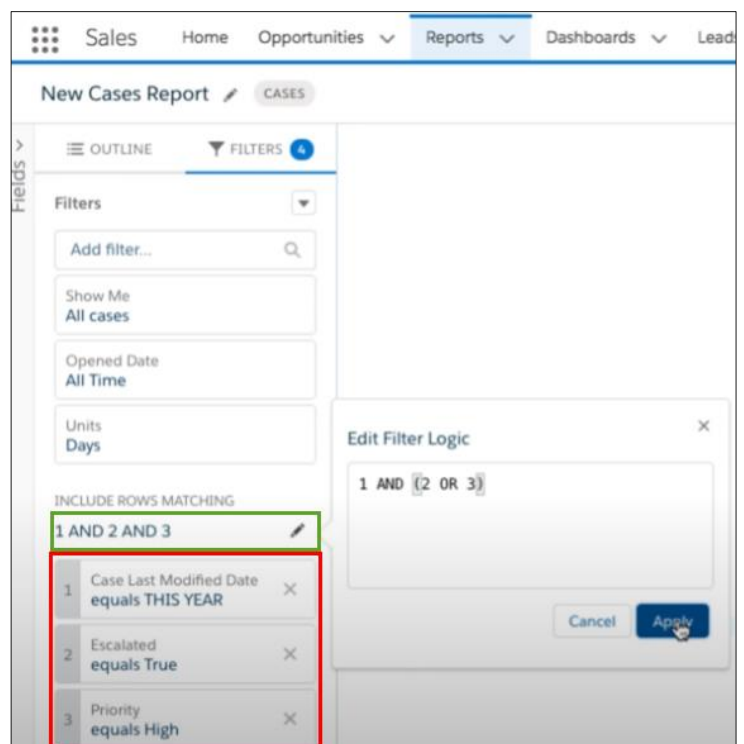 Sales Home Opportunities Reports Dashboards Leads
New Cases Report CASES
Fields
OUTLINE FILTERS 4
Filters
Add filter...
Show Me
All cases
Opened Date
All Time
Units
Days
INCLUDE ROWS MATCHING
1 AND 2 AND 3
1 Case Last Modified Date
equals THIS YEAR
2 Escalated
equals True
3 Priority
equals High
Edit Filter Logic
1 AND (2 OR 3)
Cancel Apply